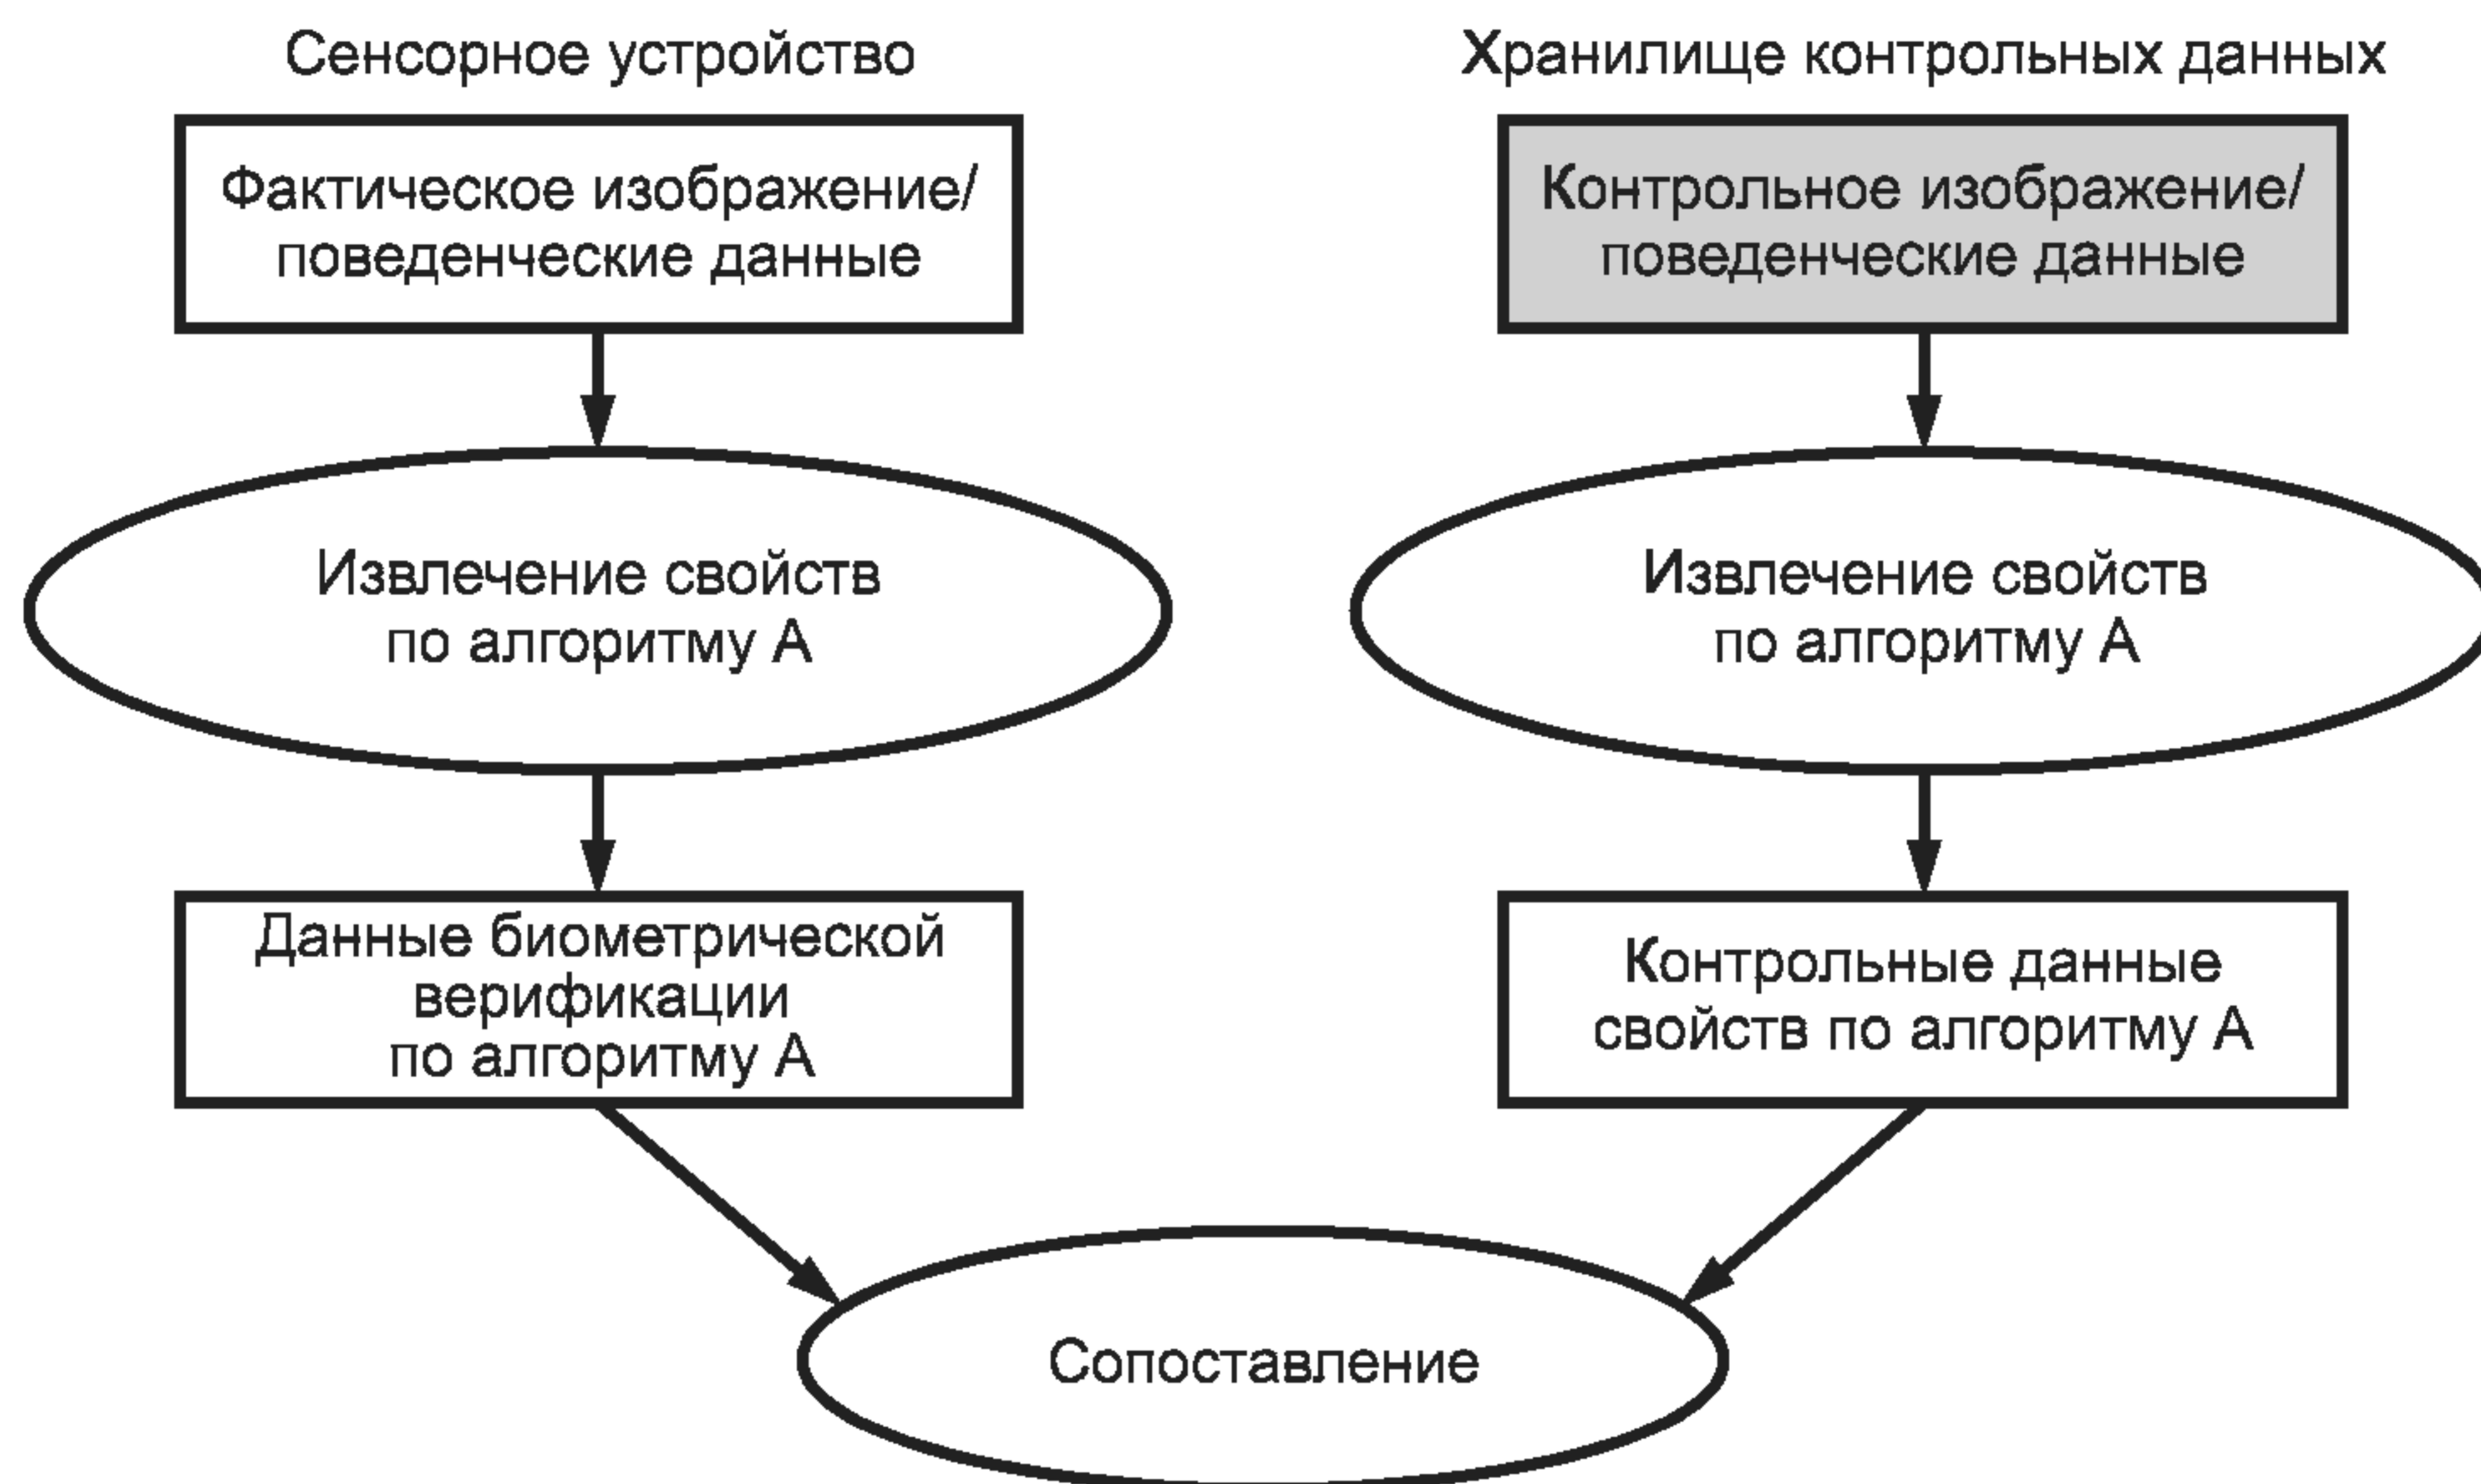 Сенсорное устройство
Хранилище контрольных данных
Фактическое изображение/
поведенческие данные
Контрольное изображение/
поведенческие данные
Извлечение свойств
по алгоритму А
Извлечение свойств
по алгоритму А
Данные биометрической
верификации
по алгоритму А
Контрольные данные
свойств по алгоритму А
Сопоставление